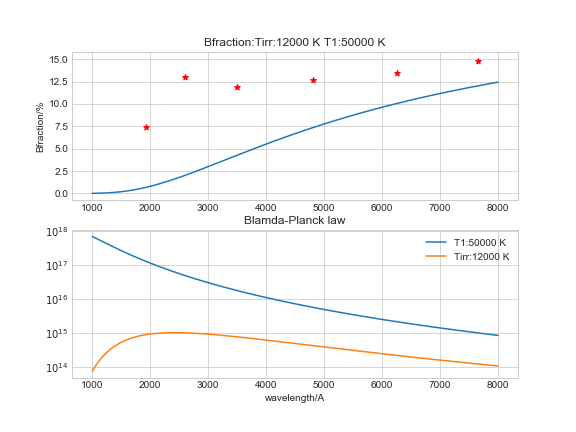 Bfraction:Tirr:12000 K T1:50000 K
15.0
12.5
10.0
7.5
5.0
2.5
0.0
Bfraction/%
1000 2000 3000 4000 5000 6000 7000 8000
Blamda-Planck law
10^18
10^17
10^16
10^15
10^14
T1:50000 K
Tirr:12000 K
1000 2000 3000 4000 5000 6000 7000 8000
wavelength/A